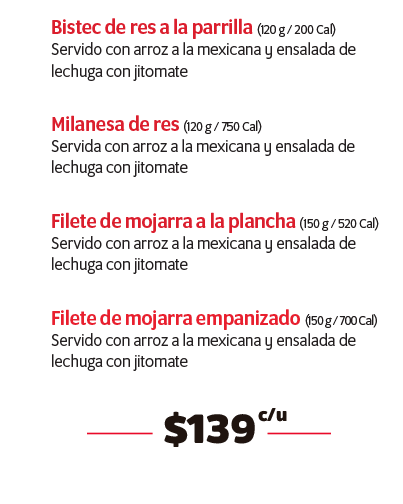 Bistec de res a la parrilla (120 g / 200 Cal)
Servido con arroz a la mexicana y ensalada de
lechuga con jitomate
Milanesa de res (120 g / 750 Cal)
Servida con arroz a la mexicana y ensalada de
lechuga con jitomate
Filete de mojarra a la plancha (150 g / 520 Cal)
Servido con arroz a la mexicana y ensalada de
lechuga con jitomate
Filete de mojarra empanizado (150 g / 700 Cal)
Servido con arroz a la mexicana y ensalada de
lechuga con jitomate
$139 c/u